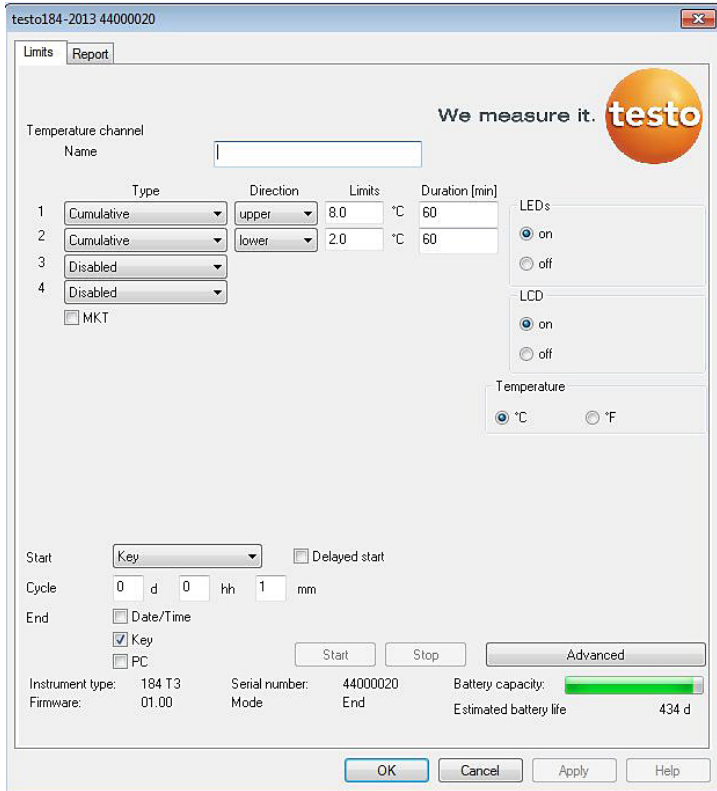 testo184-2013 44000020
Limits Report
We measure it. testo
Temperature channel
Name
Type Direction Limits Duration [min]
1 Cumulative upper 8.0 °C 60
2 Cumulative lower 2.0 °C 60
3 Disabled
4 Disabled
MKT
LEDs
on
off
LCD
on
off
Temperature
°C °F
Start Key Delayed start
Cycle 0 d 0 hh 1 mm
End Date/Time
Key
PC
Start Stop Advanced
Instrument type: 184 T3 Serial number: 44000020 Battery capacity:
Firmware: 01.00 Mode End Estimated battery life 434 d
OK Cancel Apply Help